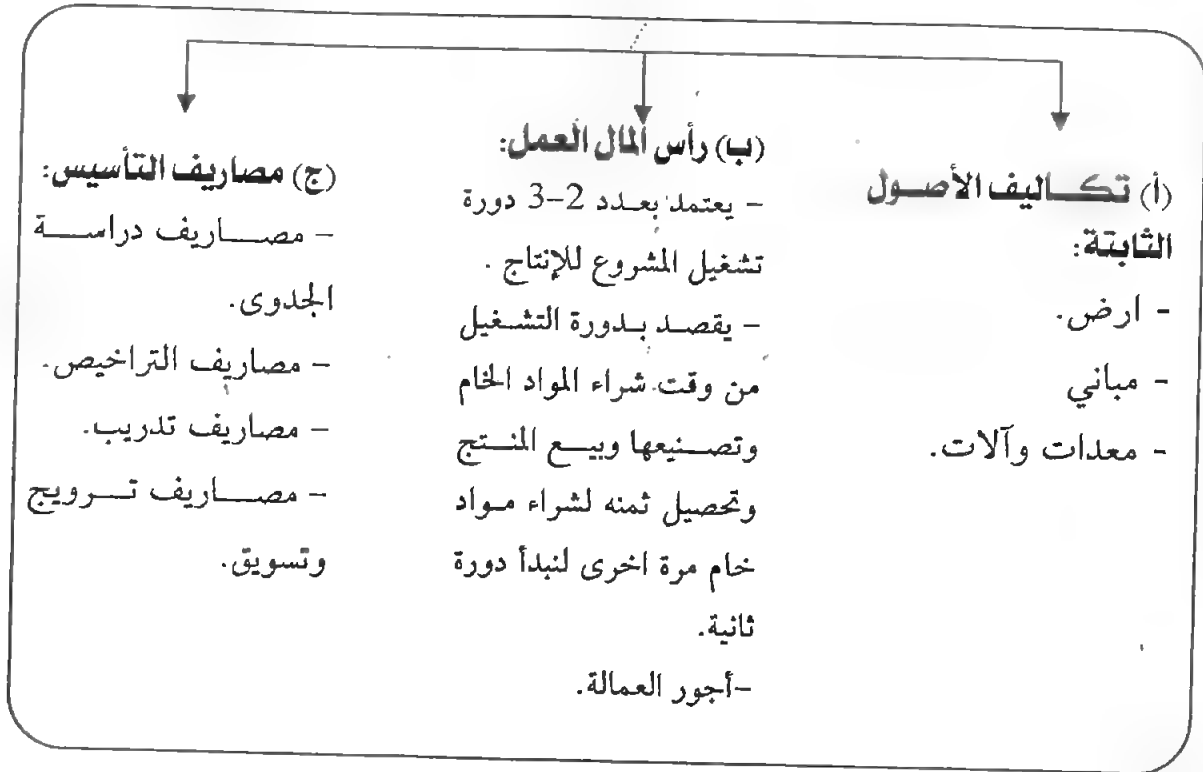 (أ) تكاليف الأصول
الثابتة:
- ارض.
- مباني
- معدات وآلات.
(ب) رأس المال العمل:
- يعتمد بعدد 2-3 دورة
تشغيل المشروع للإنتاج .
- يقصد بدورة التشغيل
من وقت شراء المواد الخام
وتصنيعها وبيع المنتج
وتحصيل ثمنه لشراء مواد
خام مرة اخرى لنبدأ دورة
ثانية.
-أجور العمالة.
(ج) مصاريف التأسيس:
- مصاريف دراسة
الجدوى.
- مصاريف التراخيص.
- مصاريف تدريب.
- مصاريف ترويج
وتسويق.